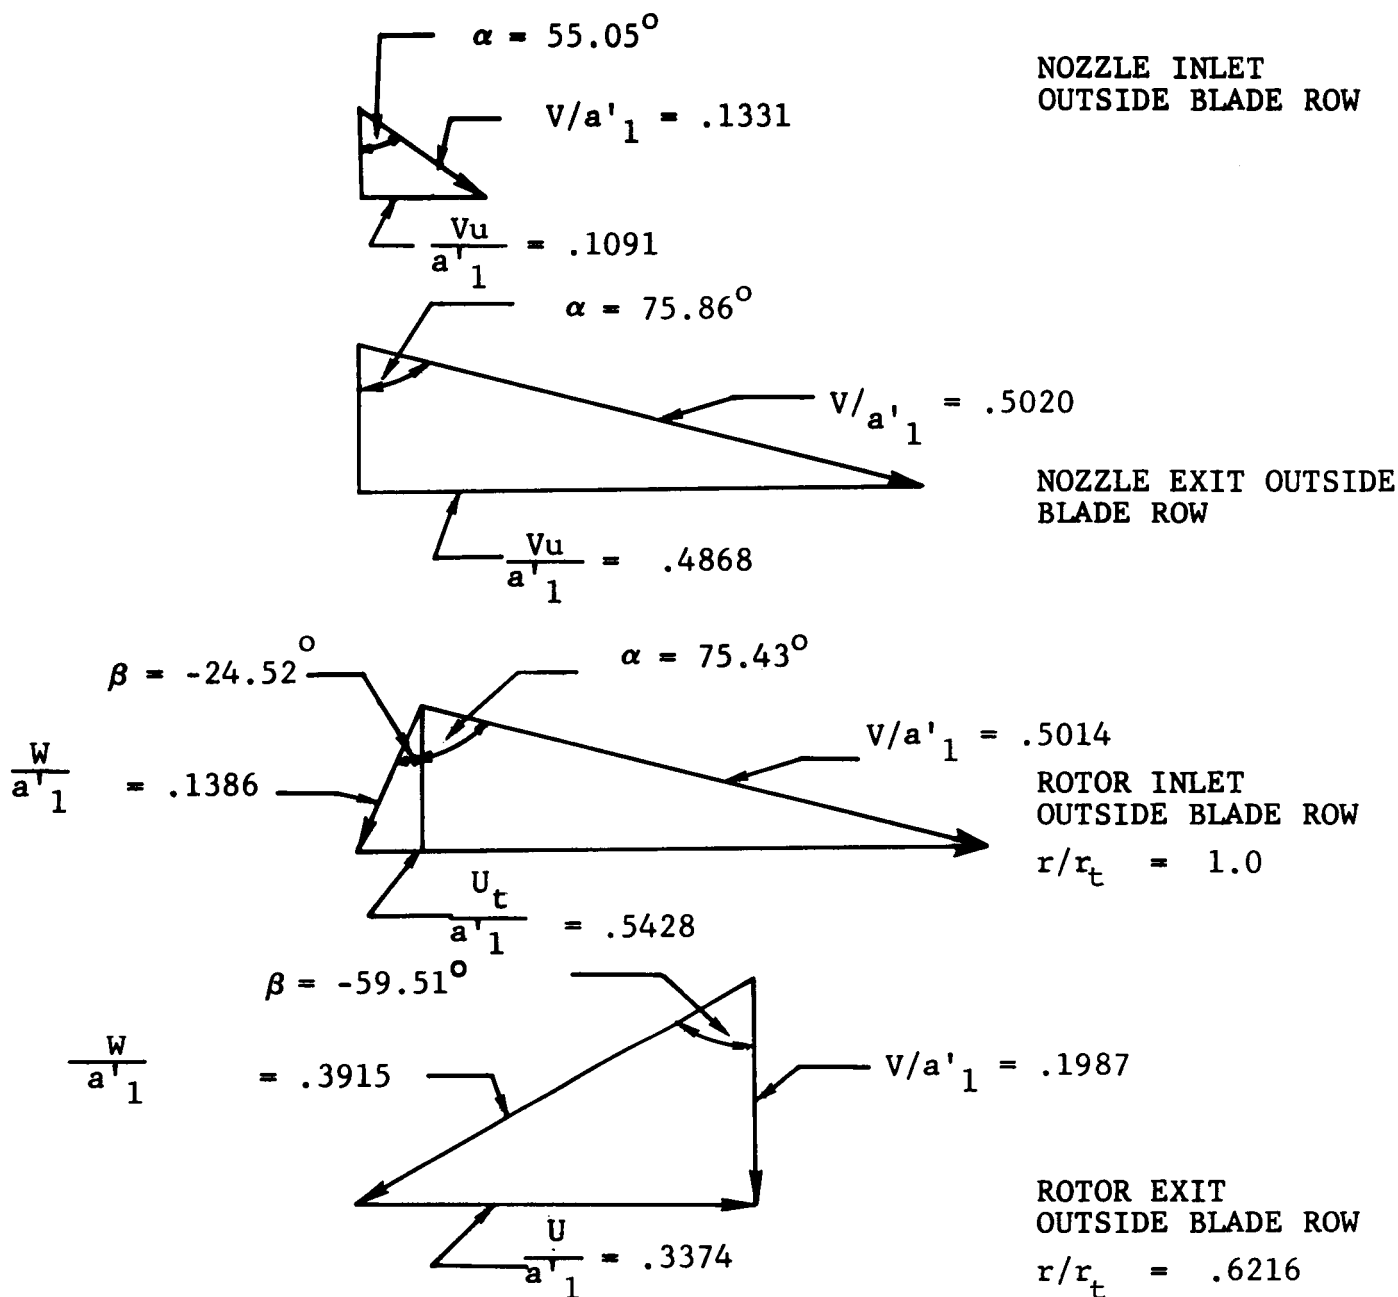 α = 55.05°
NOZZLE INLET
OUTSIDE BLADE ROW
V/a'1 = .1331
Vu/a'1 = .1091
α = 75.86°
V/a'1 = .5020
NOZZLE EXIT OUTSIDE
BLADE ROW
Vu/a'1 = .4868
β = -24.52°
α = 75.43°
V/a'1 = .5014
W/a'1 = .1386
ROTOR INLET
OUTSIDE BLADE ROW
r/rt = 1.0
Ut/a'1 = .5428
β = -59.51°
W/a'1 = .3915
V/a'1 = .1987
ROTOR EXIT
OUTSIDE BLADE ROW
U/a'1 = .3374
r/rt = .6216